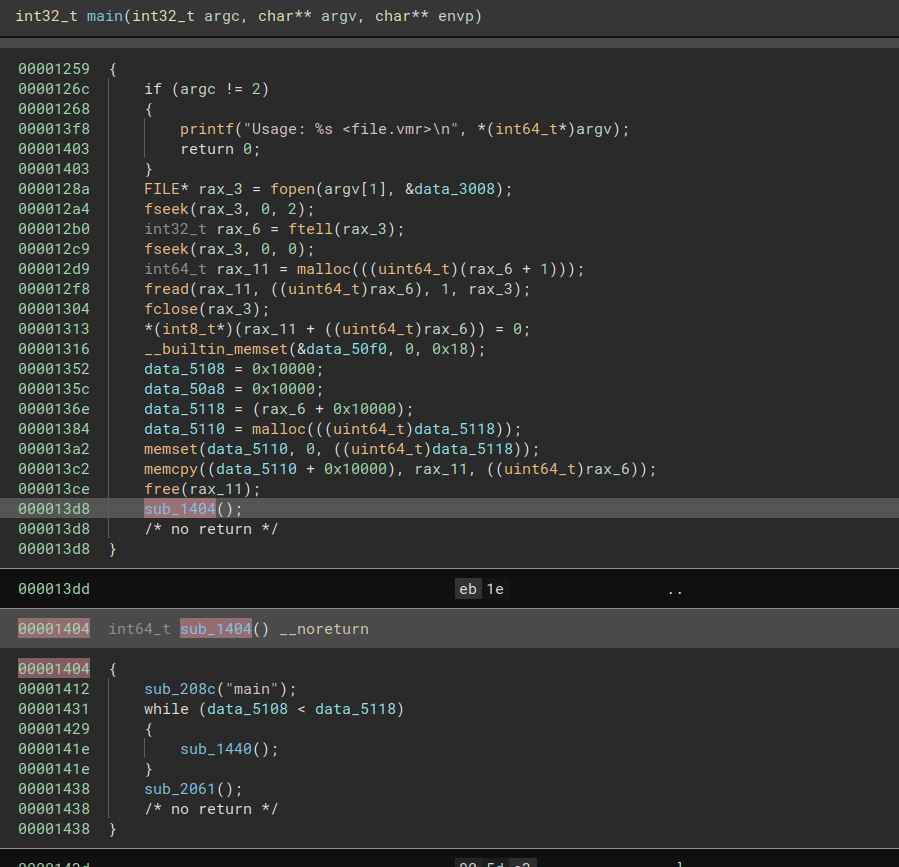 int32_t main(int32_t argc, char** argv, char** envp)
00001259 {
0000126c if (argc != 2)
00001268 {
000013f8 printf("Usage: %s <file.vmr>\n", *(int64_t*)argv);
00001403 return 0;
00001403 }
0000128a FILE* rax_3 = fopen(argv[1], &data_3008);
000012a4 fseek(rax_3, 0, 2);
000012b0 int32_t rax_6 = ftell(rax_3);
000012c9 fseek(rax_3, 0, 0);
000012d9 int64_t rax_11 = malloc(((uint64_t)(rax_6 + 1)));
000012f8 fread(rax_11, ((uint64_t)rax_6), 1, rax_3);
00001304 fclose(rax_3);
00001313 *(int8_t*)(rax_11 + ((uint64_t)rax_6)) = 0;
00001316 __builtin_memset(&data_50f0, 0, 0x18);
00001352 data_5108 = 0x10000;
0000135c data_50a8 = 0x10000;
0000136e data_5118 = (rax_6 + 0x10000);
00001384 data_5110 = malloc(((uint64_t)data_5118));
000013a2 memset(data_5110, 0, ((uint64_t)data_5118));
000013c2 memcpy((data_5110 + 0x10000), rax_11, ((uint64_t)rax_6));
000013ce free(rax_11);
000013d8 sub_1404();
000013d8 /* no return */
000013d8 }
000013dd eb 1e ..
00001404 int64_t sub_1404() __noreturn
00001404 {
00001412 sub_208c("main");
00001431 while (data_5108 < data_5118)
00001429 {
0000141e sub_1440();
0000141e }
00001438 sub_2061();
00001438 /* no return */
00001438 }